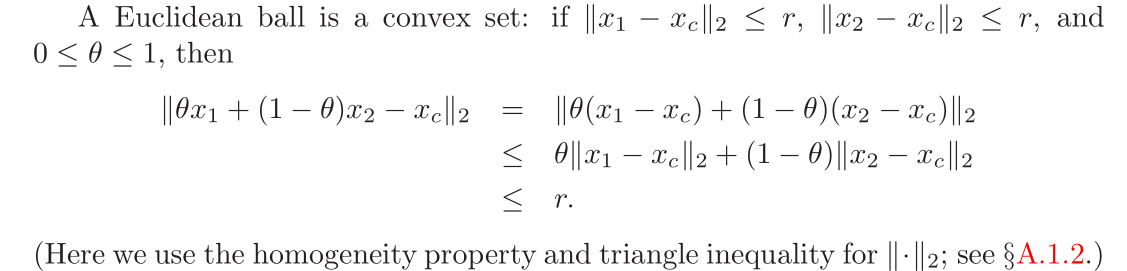 A Euclidean ball is a convex set: if ‖x₁ − x_c‖₂ ≤ r, ‖x₂ − x_c‖₂ ≤ r, and
0 ≤ θ ≤ 1, then
‖θx₁ + (1 − θ)x₂ − x_c‖₂ = ‖θ(x₁ − x_c) + (1 − θ)(x₂ − x_c)‖₂
≤ θ‖x₁ − x_c‖₂ + (1 − θ)‖x₂ − x_c‖₂
≤ r.
(Here we use the homogeneity property and triangle inequality for ‖·‖₂; see §A.1.2.)